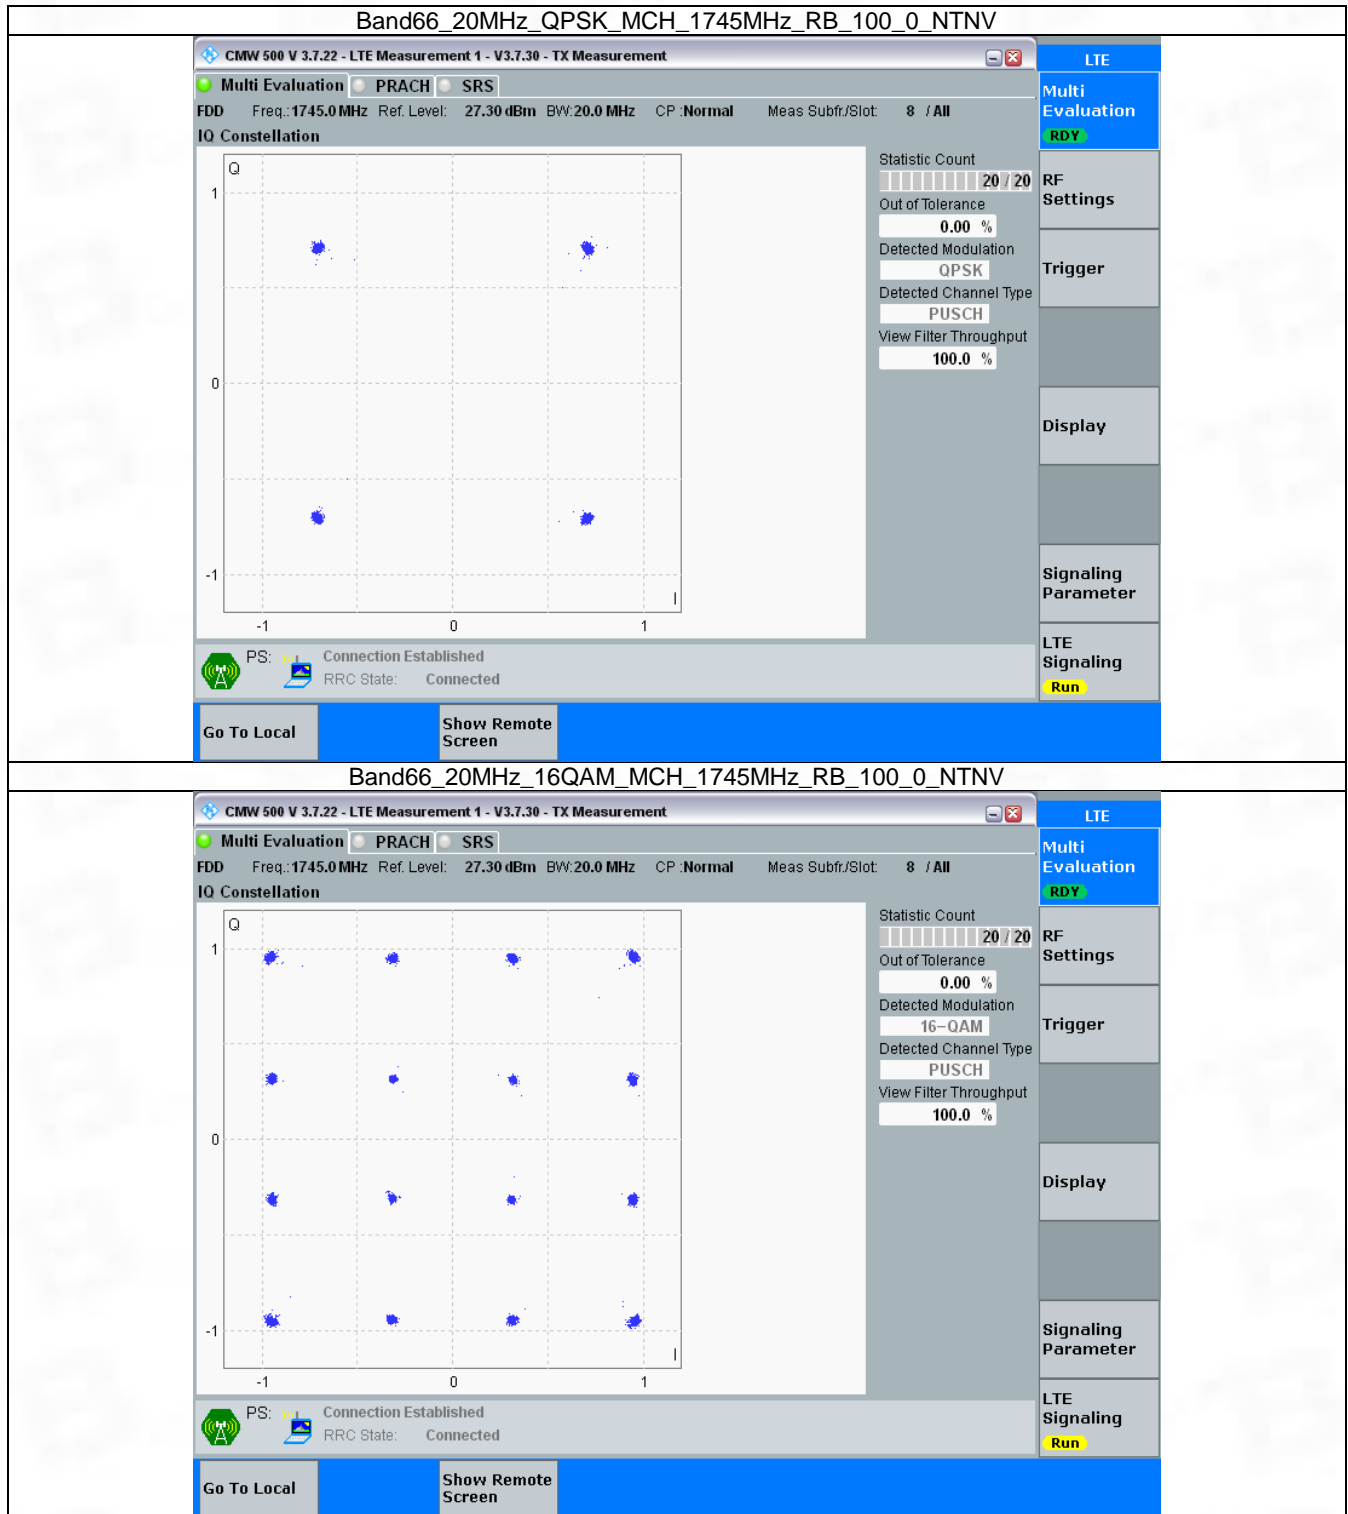 Band66_20MHz_QPSK_MCH_1745MHz_RB_100_0_NTNV
CMW 500 V 3.7.22 - LTE Measurement 1 - V3.7.30 - TX Measurement
LTE
Multi Evaluation PRACH SRS
FDD Freq.:1745.0 MHz Ref. Level: 27.30 dBm BW:20.0 MHz CP :Normal Meas Subfr./Slot: 8 / All
IQ Constellation
Q
1
0
-1
-1 0 1
I
Statistic Count
20 / 20
Out of Tolerance
0.00 %
Detected Modulation
QPSK
Detected Channel Type
PUSCH
View Filter Throughput
100.0 %
Multi
Evaluation
RDY
RF
Settings
Trigger
Display
Signaling
Parameter
LTE
Signaling
Run
PS: Connection Established
RRC State: Connected
Go To Local
Show Remote
Screen
Band66_20MHz_16QAM_MCH_1745MHz_RB_100_0_NTNV
CMW 500 V 3.7.22 - LTE Measurement 1 - V3.7.30 - TX Measurement
LTE
Multi Evaluation PRACH SRS
FDD Freq.:1745.0 MHz Ref. Level: 27.30 dBm BW:20.0 MHz CP :Normal Meas Subfr./Slot: 8 / All
IQ Constellation
Q
1
0
-1
-1 0 1
I
Statistic Count
20 / 20
Out of Tolerance
0.00 %
Detected Modulation
16-QAM
Detected Channel Type
PUSCH
View Filter Throughput
100.0 %
Multi
Evaluation
RDY
RF
Settings
Trigger
Display
Signaling
Parameter
LTE
Signaling
Run
PS: Connection Established
RRC State: Connected
Go To Local
Show Remote
Screen